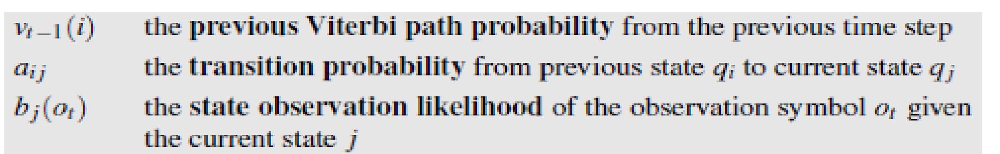 v_{t−1}(i) the previous Viterbi path probability from the previous time step
a_{ij} the transition probability from previous state q_i to current state q_j
b_j(o_t) the state observation likelihood of the observation symbol o_t given
the current state j